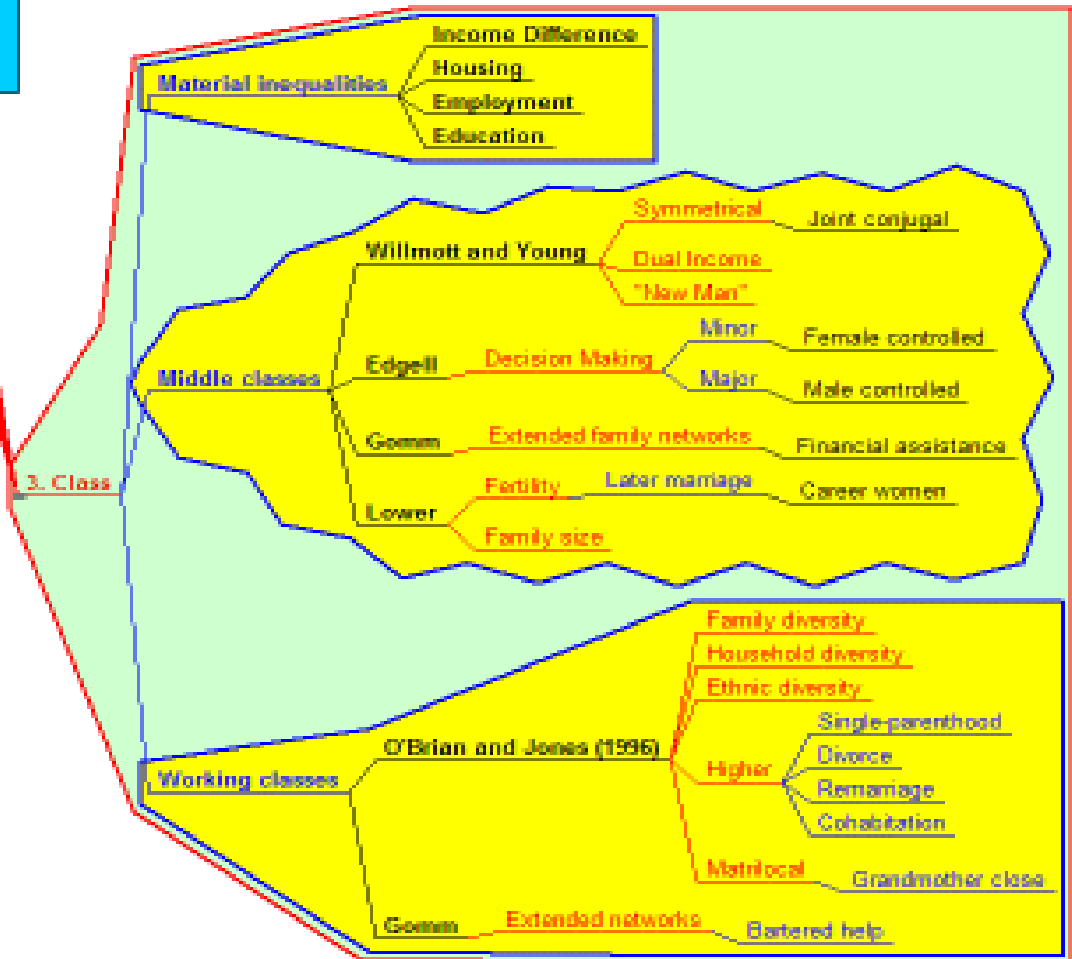 3. Class
Material inequalities
Income Difference
Housing
Employment
Education
Middle classes
Willmott and Young
Symmetrical
Joint conjugal
Dual Income
"New Man"
Edgell
Decision Making
Minor
Female controlled
Major
Male controlled
Gomm
Extended family networks
Financial assistance
Lower
Fertility
Later marriage
Career women
Family size
Working classes
O'Brian and Jones (1996)
Family diversity
Household diversity
Ethnic diversity
Higher
Single-parenthood
Divorce
Remarriage
Cohabitation
Matrilocal
Grandmother close
Gomm
Extended networks
Bartered help